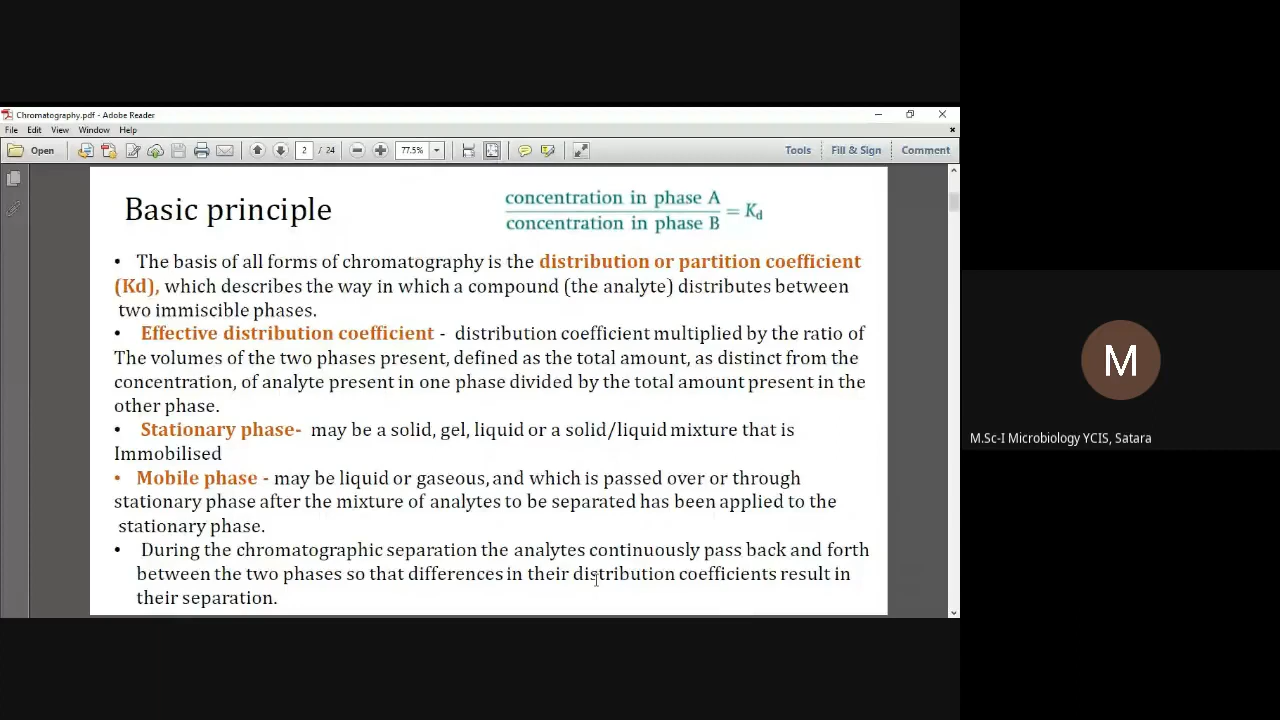 Chromatography.pdf - Adobe Reader
File Edit View Window Help
Open 2 / 24 77.5% Tools Fill & Sign Comment
Basic principle
concentration in phase A
concentration in phase B
= Kd
• The basis of all forms of chromatography is the distribution or partition coefficient
(Kd), which describes the way in which a compound (the analyte) distributes between
two immiscible phases.
• Effective distribution coefficient - distribution coefficient multiplied by the ratio of
The volumes of the two phases present, defined as the total amount, as distinct from the
concentration, of analyte present in one phase divided by the total amount present in the
other phase.
• Stationary phase- may be a solid, gel, liquid or a solid/liquid mixture that is
Immobilised
• Mobile phase - may be liquid or gaseous, and which is passed over or through
stationary phase after the mixture of analytes to be separated has been applied to the
stationary phase.
• During the chromatographic separation the analytes continuously pass back and forth
between the two phases so that differences in their distribution coefficients result in
their separation.
M
M.Sc-I Microbiology YCIS, Satara